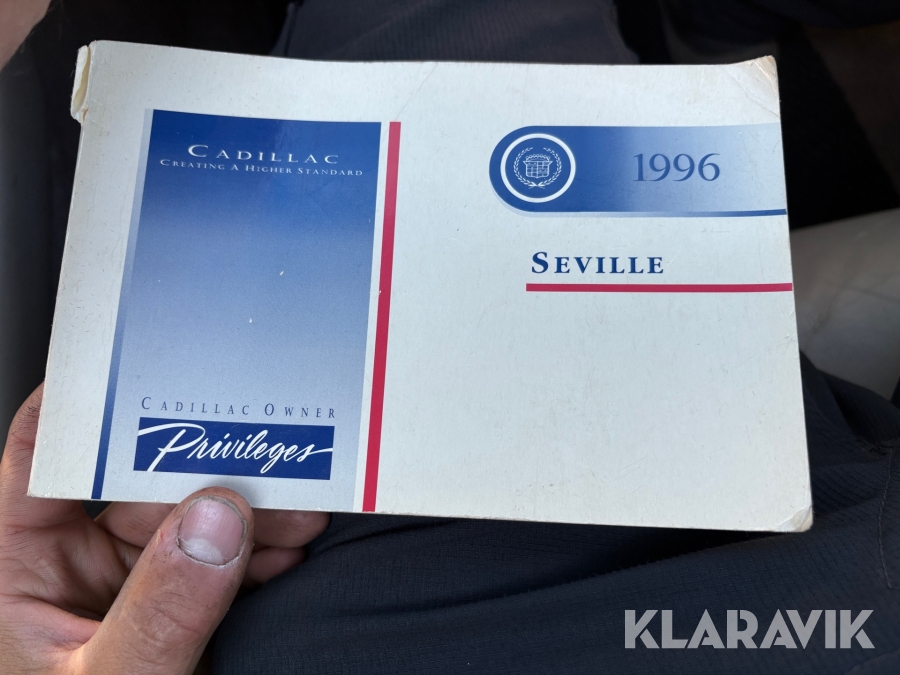 CADILLAC
CREATING A HIGHER STANDARD
CADILLAC OWNER
Privileges
1996
SEVILLE
KLARAVIK